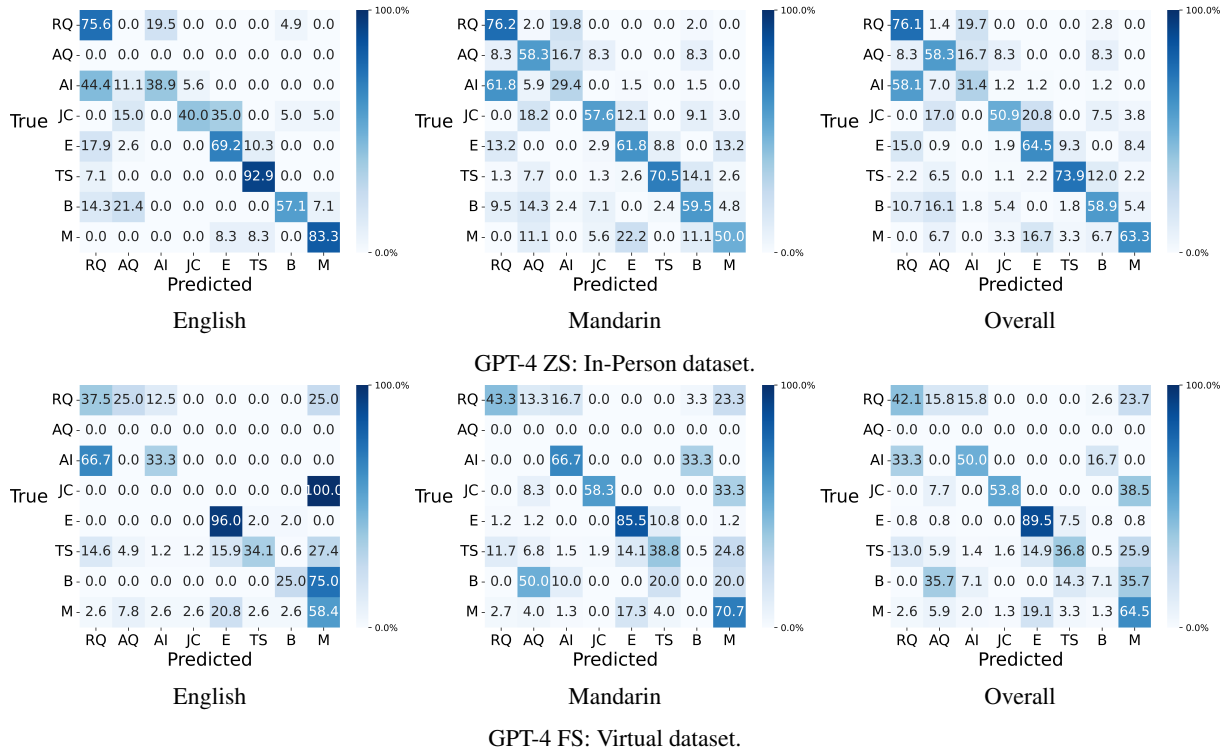 100.0%
100.0%
100.0%
RQ 75.6 0.0 19.5 0.0 0.0 0.0 4.9 0.0
76.2 2.0 19.8 0.0 0.0 0.0 2.0 0.0
76.1 1.4 19.7 0.0 0.0 0.0 2.8 0.0
AQ 0.0 0.0 0.0 0.0 0.0 0.0 0.0 0.0
8.3 58.3 16.7 8.3 0.0 0.0 8.3 0.0
8.3 58.3 16.7 8.3 0.0 0.0 8.3 0.0
AI 44.4 11.1 38.9 5.6 0.0 0.0 0.0 0.0
61.8 5.9 29.4 0.0 1.5 0.0 1.5 0.0
58.1 7.0 31.4 1.2 1.2 0.0 1.2 0.0
True JC 0.0 15.0 0.0 40.0 35.0 0.0 5.0 5.0
True JC 0.0 18.2 0.0 57.6 12.1 0.0 9.1 3.0
True JC 0.0 17.0 0.0 50.9 20.8 0.0 7.5 3.8
E 17.9 2.6 0.0 0.0 69.2 10.3 0.0 0.0
E 13.2 0.0 0.0 2.9 61.8 8.8 0.0 13.2
E 15.0 0.9 0.0 1.9 64.5 9.3 0.0 8.4
TS 7.1 0.0 0.0 0.0 0.0 92.9 0.0 0.0
TS 1.3 7.7 0.0 1.3 2.6 70.5 14.1 2.6
TS 2.2 6.5 0.0 1.1 2.2 73.9 12.0 2.2
B 14.3 21.4 0.0 0.0 0.0 0.0 57.1 7.1
B 9.5 14.3 2.4 7.1 0.0 2.4 59.5 4.8
B 10.7 16.1 1.8 5.4 0.0 1.8 58.9 5.4
M 0.0 0.0 0.0 0.0 8.3 8.3 0.0 83.3
M 0.0 11.1 0.0 5.6 22.2 0.0 11.1 50.0
M 0.0 6.7 0.0 3.3 16.7 3.3 6.7 63.3
0.0%
0.0%
0.0%
RQ AQ AI JC E TS B M
RQ AQ AI JC E TS B M
RQ AQ AI JC E TS B M
Predicted
Predicted
Predicted
English
Mandarin
Overall
GPT-4 ZS: In-Person dataset.
100.0%
100.0%
100.0%
RQ 37.5 25.0 12.5 0.0 0.0 0.0 0.0 25.0
RQ 43.3 13.3 16.7 0.0 0.0 0.0 3.3 23.3
RQ 42.1 15.8 15.8 0.0 0.0 0.0 2.6 23.7
AQ 0.0 0.0 0.0 0.0 0.0 0.0 0.0 0.0
AQ 0.0 0.0 0.0 0.0 0.0 0.0 0.0 0.0
AQ 0.0 0.0 0.0 0.0 0.0 0.0 0.0 0.0
AI 66.7 0.0 33.3 0.0 0.0 0.0 0.0 0.0
AI 0.0 0.0 66.7 0.0 0.0 0.0 33.3 0.0
AI 33.3 0.0 50.0 0.0 0.0 0.0 16.7 0.0
True JC 0.0 0.0 0.0 0.0 0.0 0.0 0.0 100.0
True JC 0.0 8.3 0.0 58.3 0.0 0.0 0.0 33.3
True JC 0.0 7.7 0.0 53.8 0.0 0.0 0.0 38.5
E 0.0 0.0 0.0 0.0 96.0 2.0 2.0 0.0
E 1.2 1.2 0.0 0.0 85.5 10.8 0.0 1.2
E 0.8 0.8 0.0 0.0 89.5 7.5 0.8 0.8
TS 14.6 4.9 1.2 1.2 15.9 34.1 0.6 27.4
TS 11.7 6.8 1.5 1.9 14.1 38.8 0.5 24.8
TS 13.0 5.9 1.4 1.6 14.9 36.8 0.5 25.9
B 0.0 0.0 0.0 0.0 0.0 0.0 25.0 75.0
B 0.0 50.0 10.0 0.0 0.0 20.0 0.0 20.0
B 0.0 35.7 7.1 0.0 0.0 14.3 7.1 35.7
M 2.6 7.8 2.6 2.6 20.8 2.6 2.6 58.4
M 2.7 4.0 1.3 0.0 17.3 4.0 0.0 70.7
M 2.6 5.9 2.0 1.3 19.1 3.3 1.3 64.5
0.0%
0.0%
0.0%
RQ AQ AI JC E TS B M
RQ AQ AI JC E TS B M
RQ AQ AI JC E TS B M
Predicted
Predicted
Predicted
English
Mandarin
Overall
GPT-4 FS: Virtual dataset.